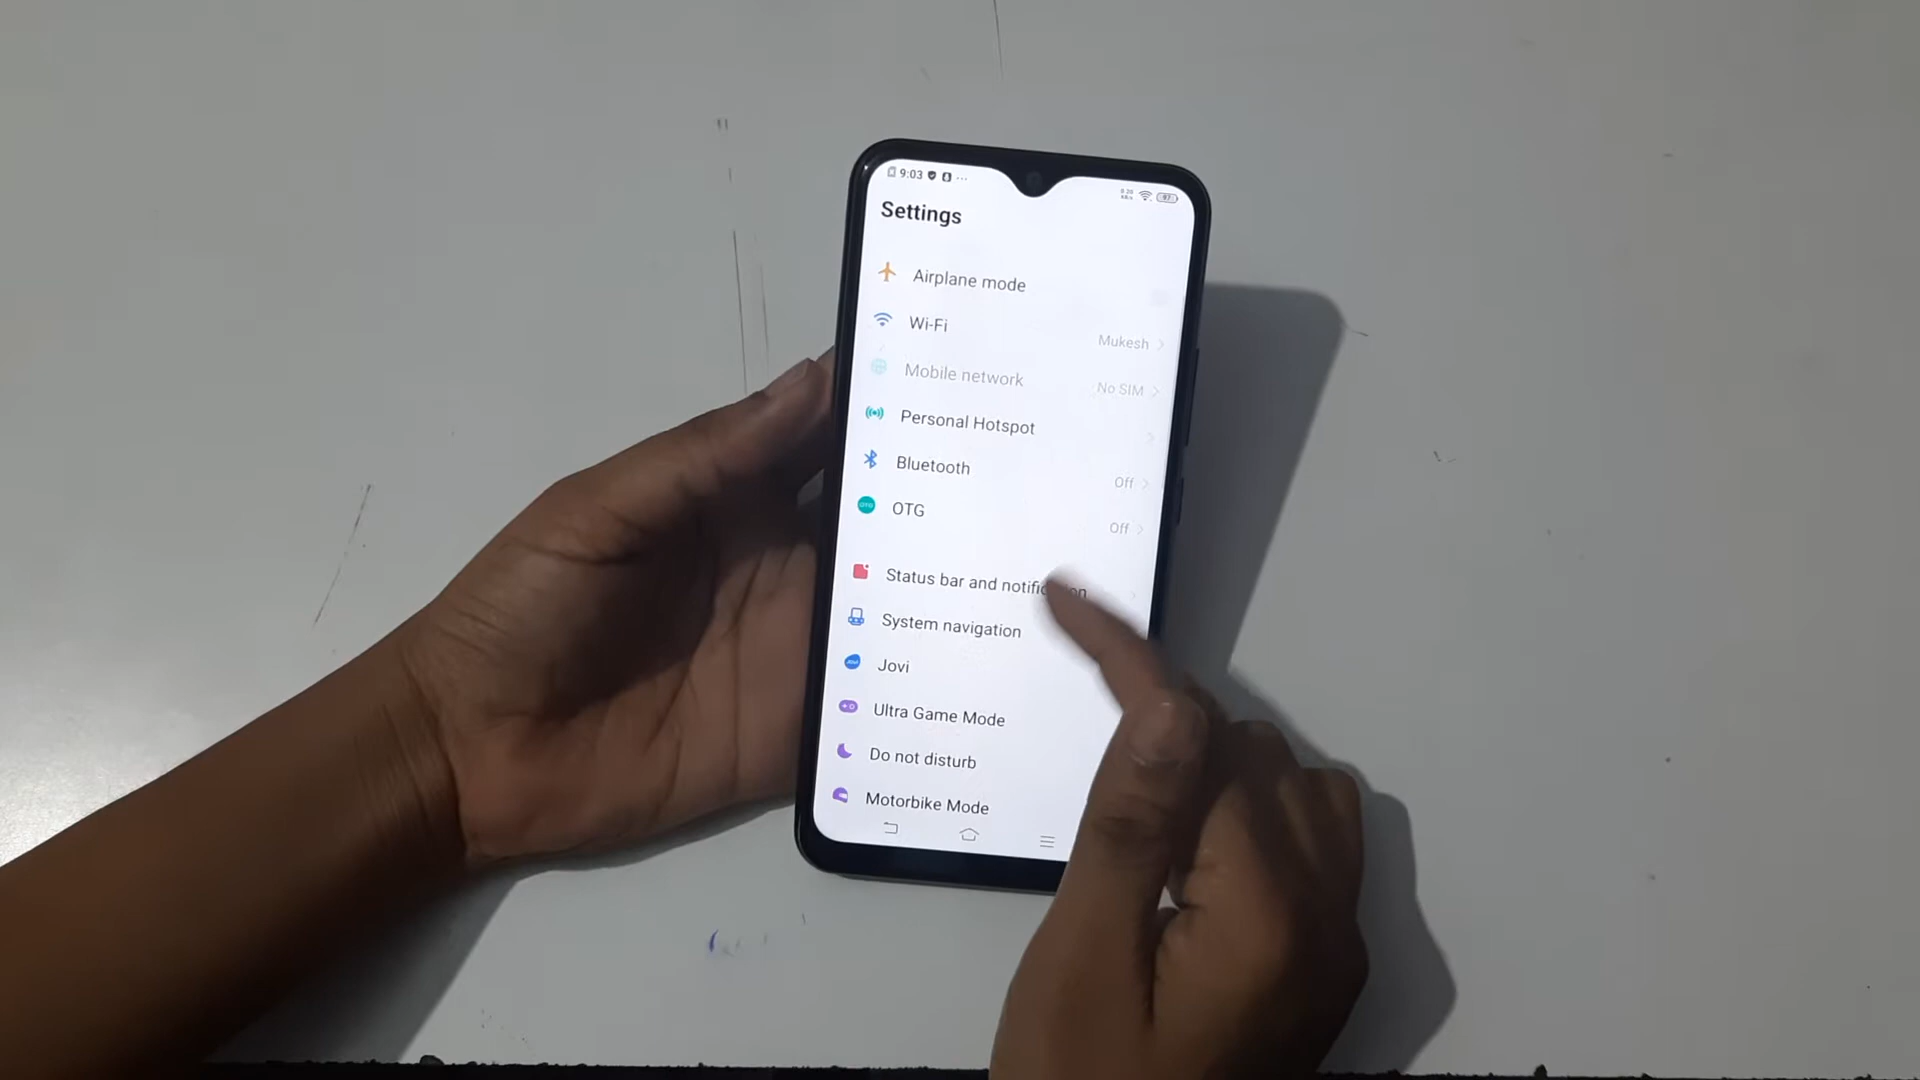 9:03
Settings
Airplane mode
Wi-Fi Mukesh
Mobile network No SIM
Personal Hotspot
Bluetooth Off
OTG Off
Status bar and notification
System navigation
Jovi
Ultra Game Mode
Do not disturb
Motorbike Mode